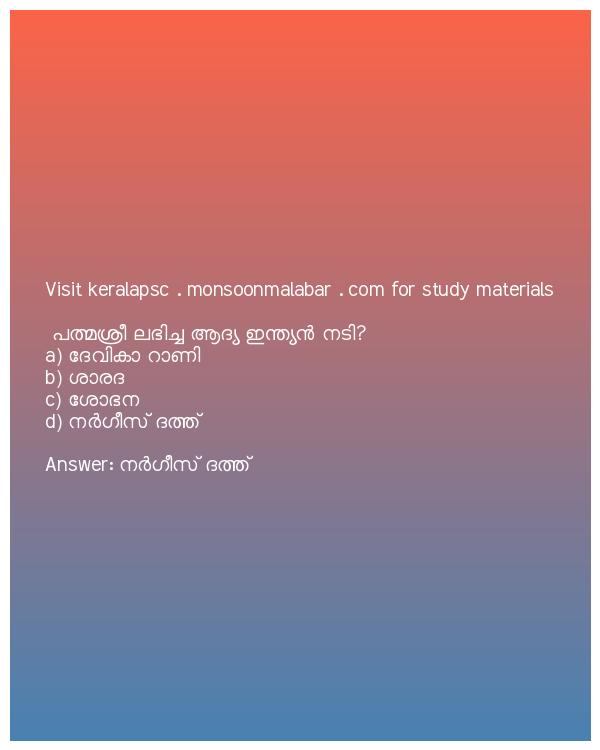 Visit keralapsc . monsoonmalabar . com for study materials
പത്മശ്രീ ലഭിച്ച ആദ്യ ഇന്ത്യൻ നടി?
a) ദേവികാ റാണി
b) ശാരദ
c) ശോഭന
d) നർഗീസ് ദത്ത്
Answer: നർഗീസ് ദത്ത്